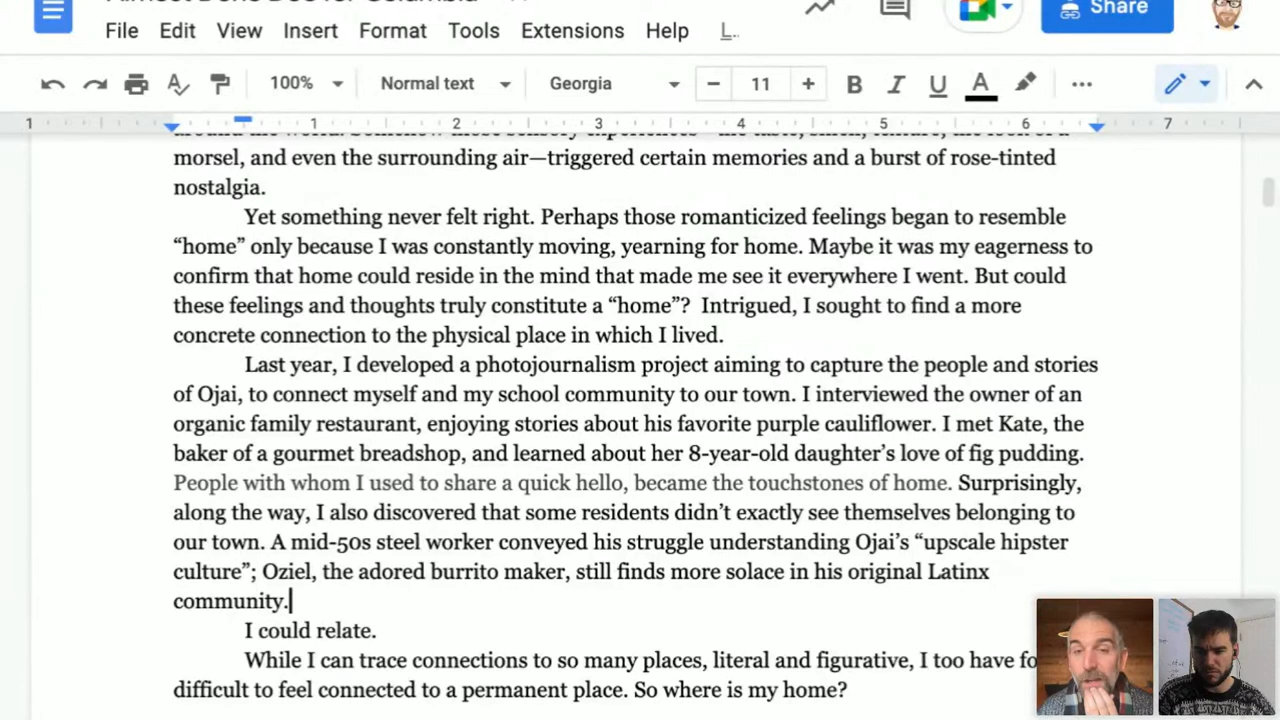 File Edit View Insert Format Tools Extensions Help L..
Share
100% Normal text Georgia − 11 + B I U A
1 1 2 3 4 5 6 7
morsel, and even the surrounding air—triggered certain memories and a burst of rose-tinted
nostalgia.
Yet something never felt right. Perhaps those romanticized feelings began to resemble
“home” only because I was constantly moving, yearning for home. Maybe it was my eagerness to
confirm that home could reside in the mind that made me see it everywhere I went. But could
these feelings and thoughts truly constitute a “home”?  Intrigued, I sought to find a more
concrete connection to the physical place in which I lived.
Last year, I developed a photojournalism project aiming to capture the people and stories
of Ojai, to connect myself and my school community to our town. I interviewed the owner of an
organic family restaurant, enjoying stories about his favorite purple cauliflower. I met Kate, the
baker of a gourmet breadshop, and learned about her 8-year-old daughter’s love of fig pudding.
People with whom I used to share a quick hello, became the touchstones of home. Surprisingly,
along the way, I also discovered that some residents didn’t exactly see themselves belonging to
our town. A mid-50s steel worker conveyed his struggle understanding Ojai’s “upscale hipster
culture”; Oziel, the adored burrito maker, still finds more solace in his original Latinx
community.
I could relate.
While I can trace connections to so many places, literal and figurative, I too have fo
difficult to feel connected to a permanent place. So where is my home?